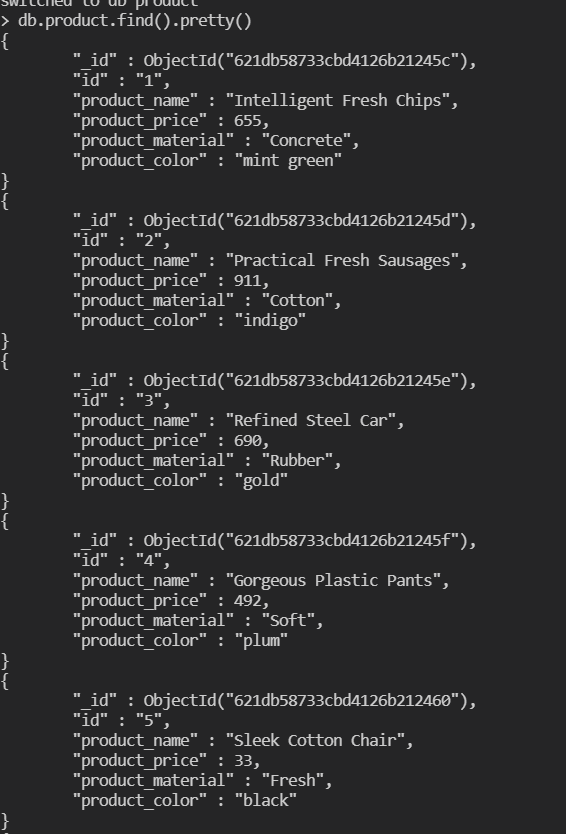 switched to db product
> db.product.find().pretty()
{
"_id" : ObjectId("621db58733cbd4126b21245c"),
"id" : "1",
"product_name" : "Intelligent Fresh Chips",
"product_price" : 655,
"product_material" : "Concrete",
"product_color" : "mint green"
}
{
"_id" : ObjectId("621db58733cbd4126b21245d"),
"id" : "2",
"product_name" : "Practical Fresh Sausages",
"product_price" : 911,
"product_material" : "Cotton",
"product_color" : "indigo"
}
{
"_id" : ObjectId("621db58733cbd4126b21245e"),
"id" : "3",
"product_name" : "Refined Steel Car",
"product_price" : 690,
"product_material" : "Rubber",
"product_color" : "gold"
}
{
"_id" : ObjectId("621db58733cbd4126b21245f"),
"id" : "4",
"product_name" : "Gorgeous Plastic Pants",
"product_price" : 492,
"product_material" : "Soft",
"product_color" : "plum"
}
{
"_id" : ObjectId("621db58733cbd4126b212460"),
"id" : "5",
"product_name" : "Sleek Cotton Chair",
"product_price" : 33,
"product_material" : "Fresh",
"product_color" : "black"
}